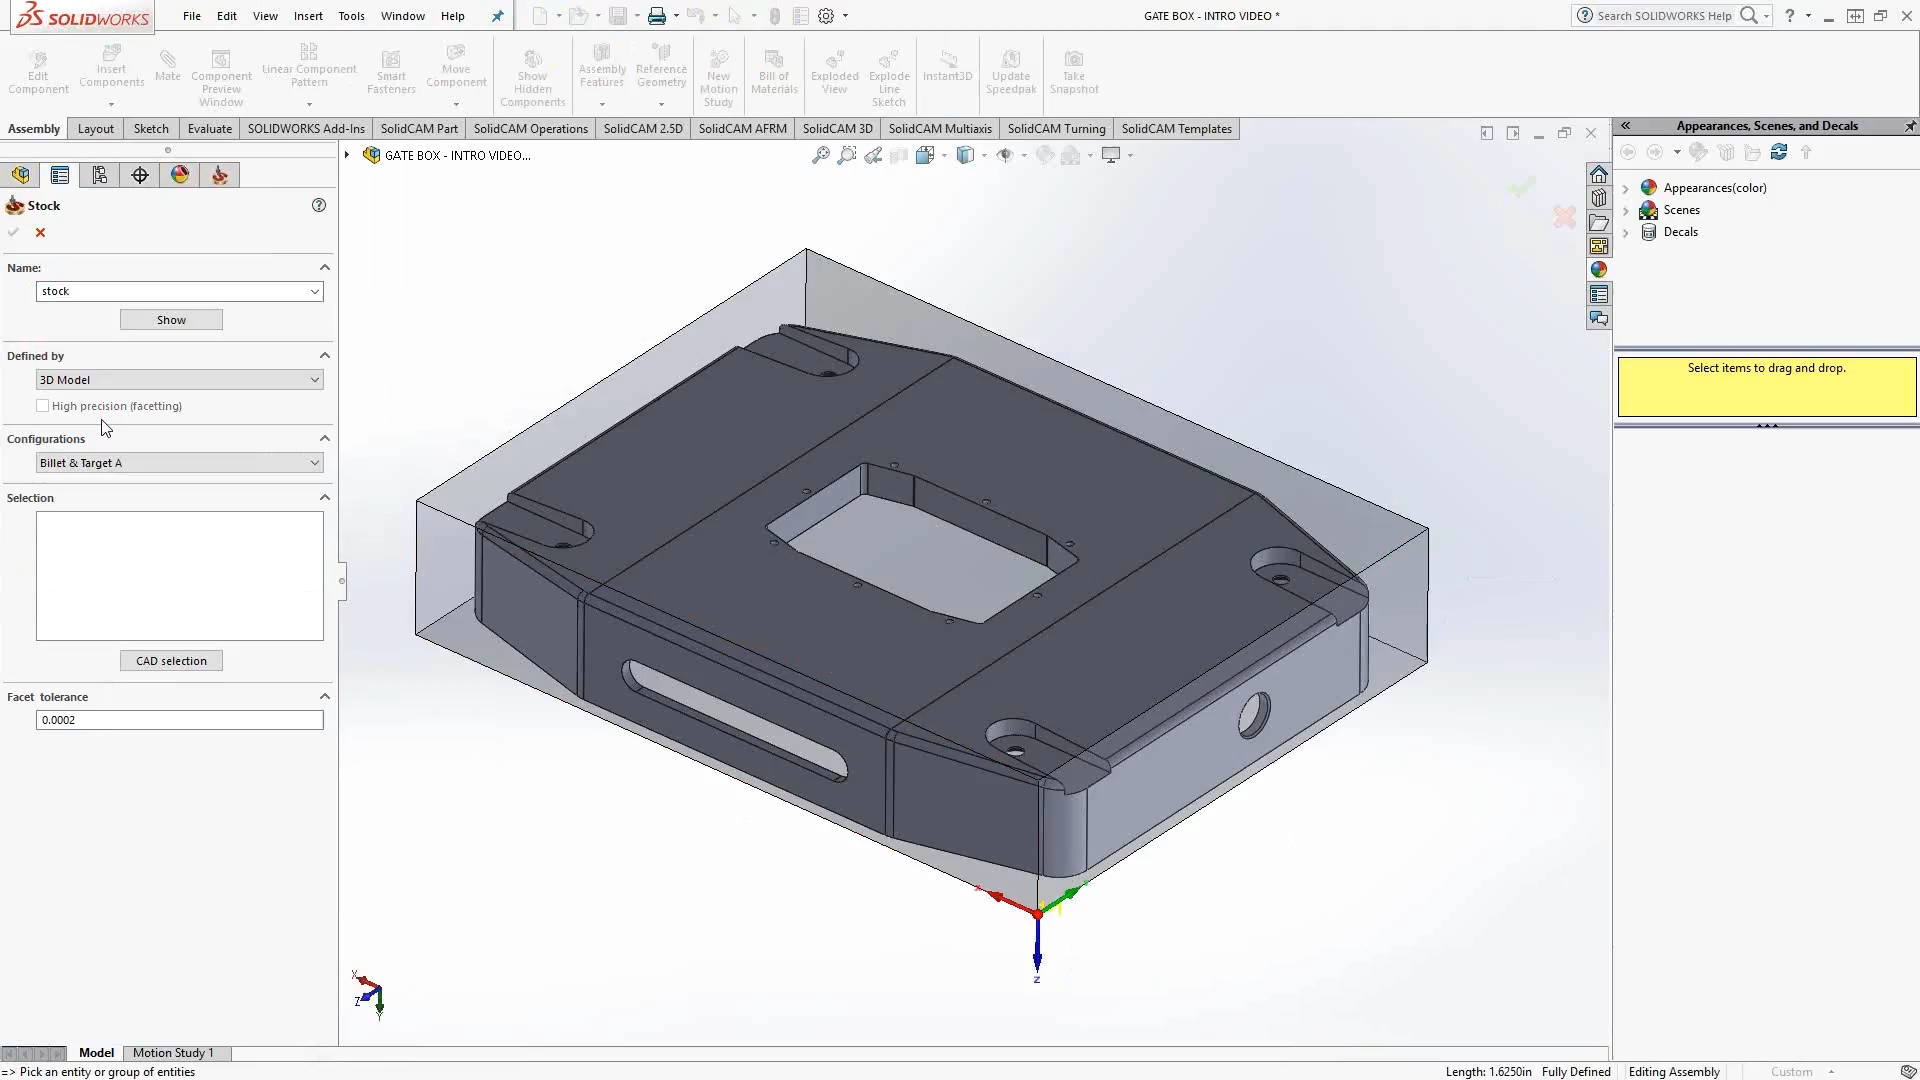 SOLIDWORKS File Edit View Insert Tools Window Help GATE BOX - INTRO VIDEO * Search SOLIDWORKS Help ?
Edit Component
Insert Components
Mate
Component Preview Window
Linear Component Pattern
Smart Fasteners
Move Component
Show Hidden Components
Assembly Features
Reference Geometry
New Motion Study
Bill of Materials
Exploded View
Explode Line Sketch
Instant3D
Update Speedpak
Take Snapshot
Assembly Layout Sketch Evaluate SOLIDWORKS Add-Ins SolidCAM Part SolidCAM Operations SolidCAM 2.5D SolidCAM AFRM SolidCAM 3D SolidCAM Multiaxis SolidCAM Turning SolidCAM Templates
Appearances, Scenes, and Decals
GATE BOX - INTRO VIDEO...
Stock
Name:
stock
Show
Defined by
3D Model
High precision (facetting)
Configurations
Billet & Target A
Selection
CAD selection
Facet tolerance
0.0002
Appearances(color)
Scenes
Decals
Select items to drag and drop.
Z
X
Z
Y
Model Motion Study 1
=> Pick an entity or group of entities Length: 1.6250in Fully Defined Editing Assembly Custom